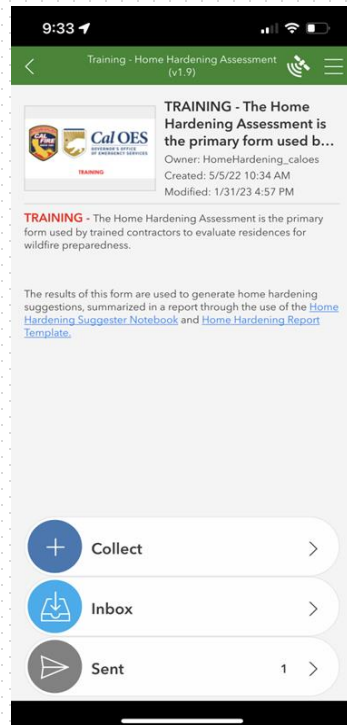 9:33
Training - Home Hardening Assessment
(v1.9)
CAL
FIRE
Cal OES
GOVERNOR'S OFFICE
OF EMERGENCY SERVICES
TRAINING
TRAINING - The Home
Hardening Assessment is
the primary form used b...
Owner: HomeHardening_caloes
Created: 5/5/22 10:34 AM
Modified: 1/31/23 4:57 PM
TRAINING - The Home Hardening Assessment is the primary
form used by trained contractors to evaluate residences for
wildfire preparedness.
The results of this form are used to generate home hardening
suggestions, summarized in a report through the use of the Home
Hardening Suggester Notebook and Home Hardening Report
Template.
Collect
Inbox
Sent 1